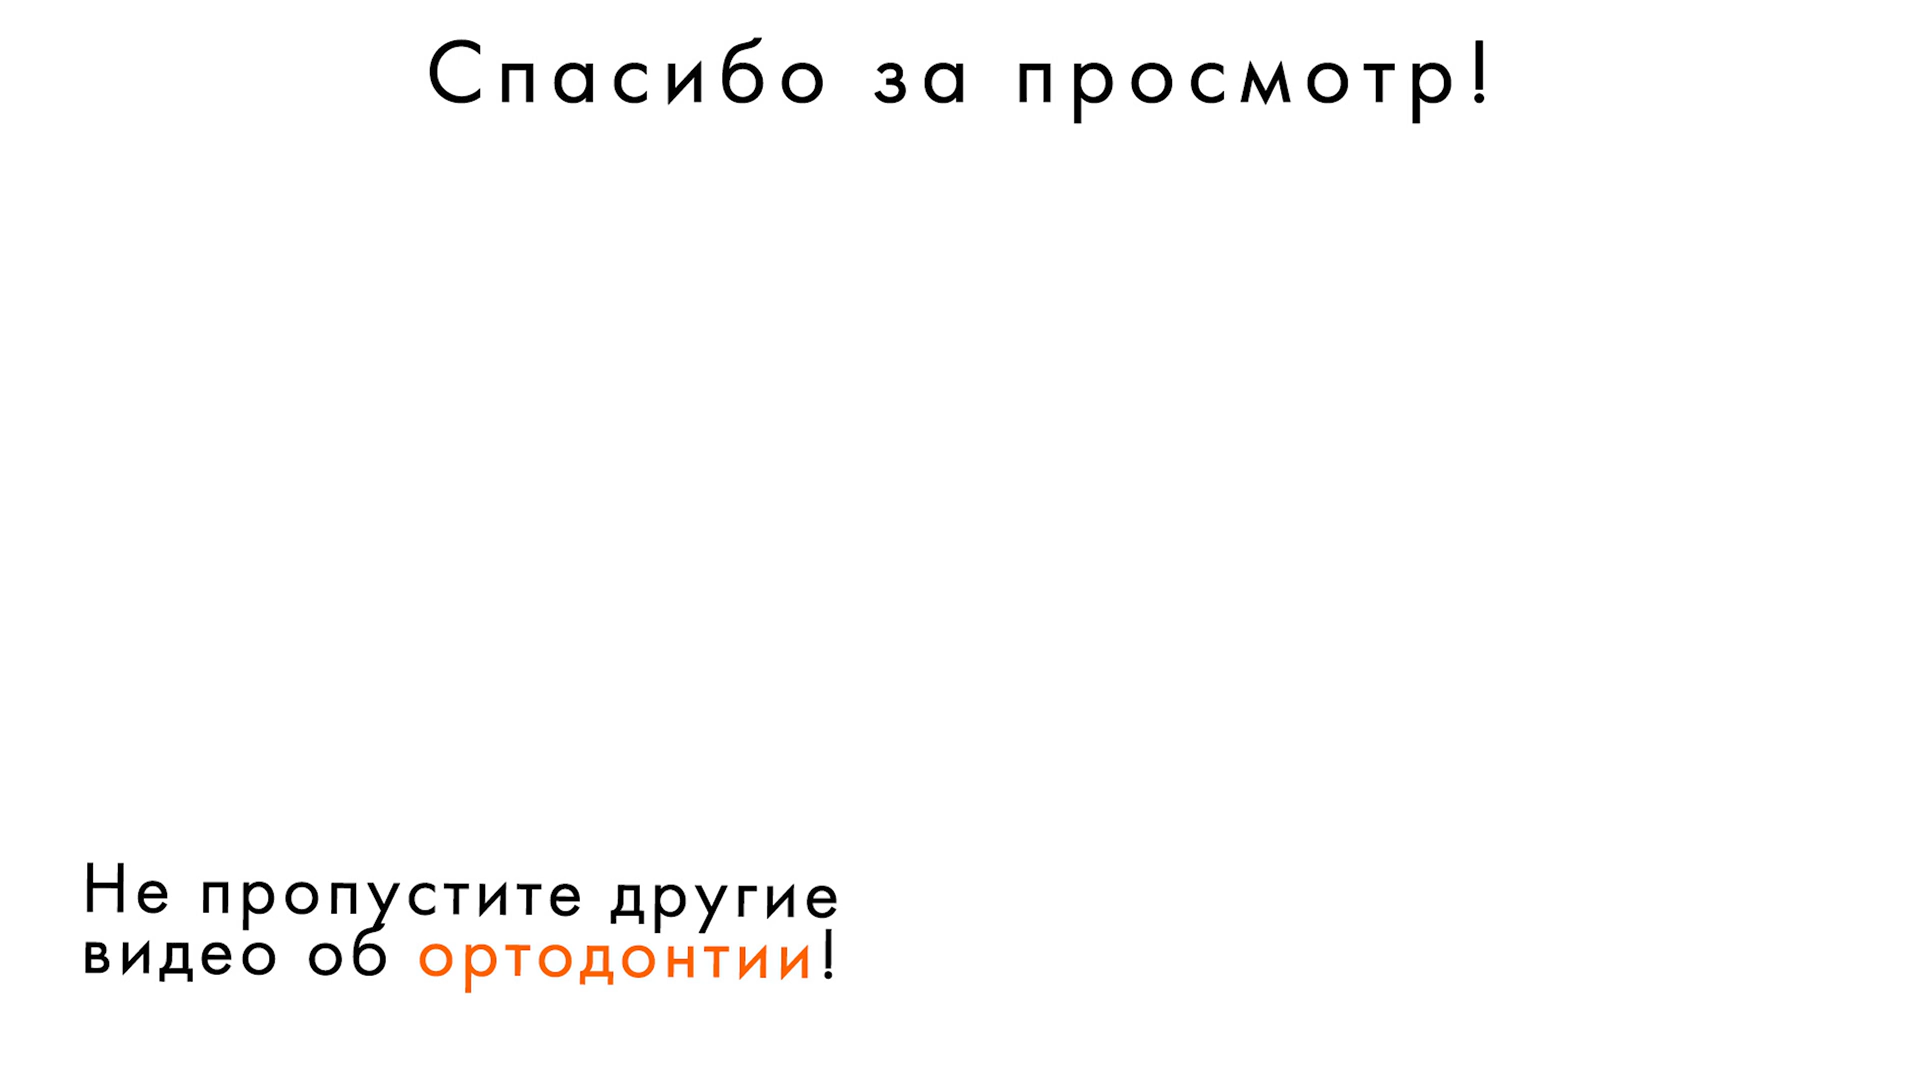 Спасибо за просмотр!
Не пропустите другие
видео об ортодонтии!